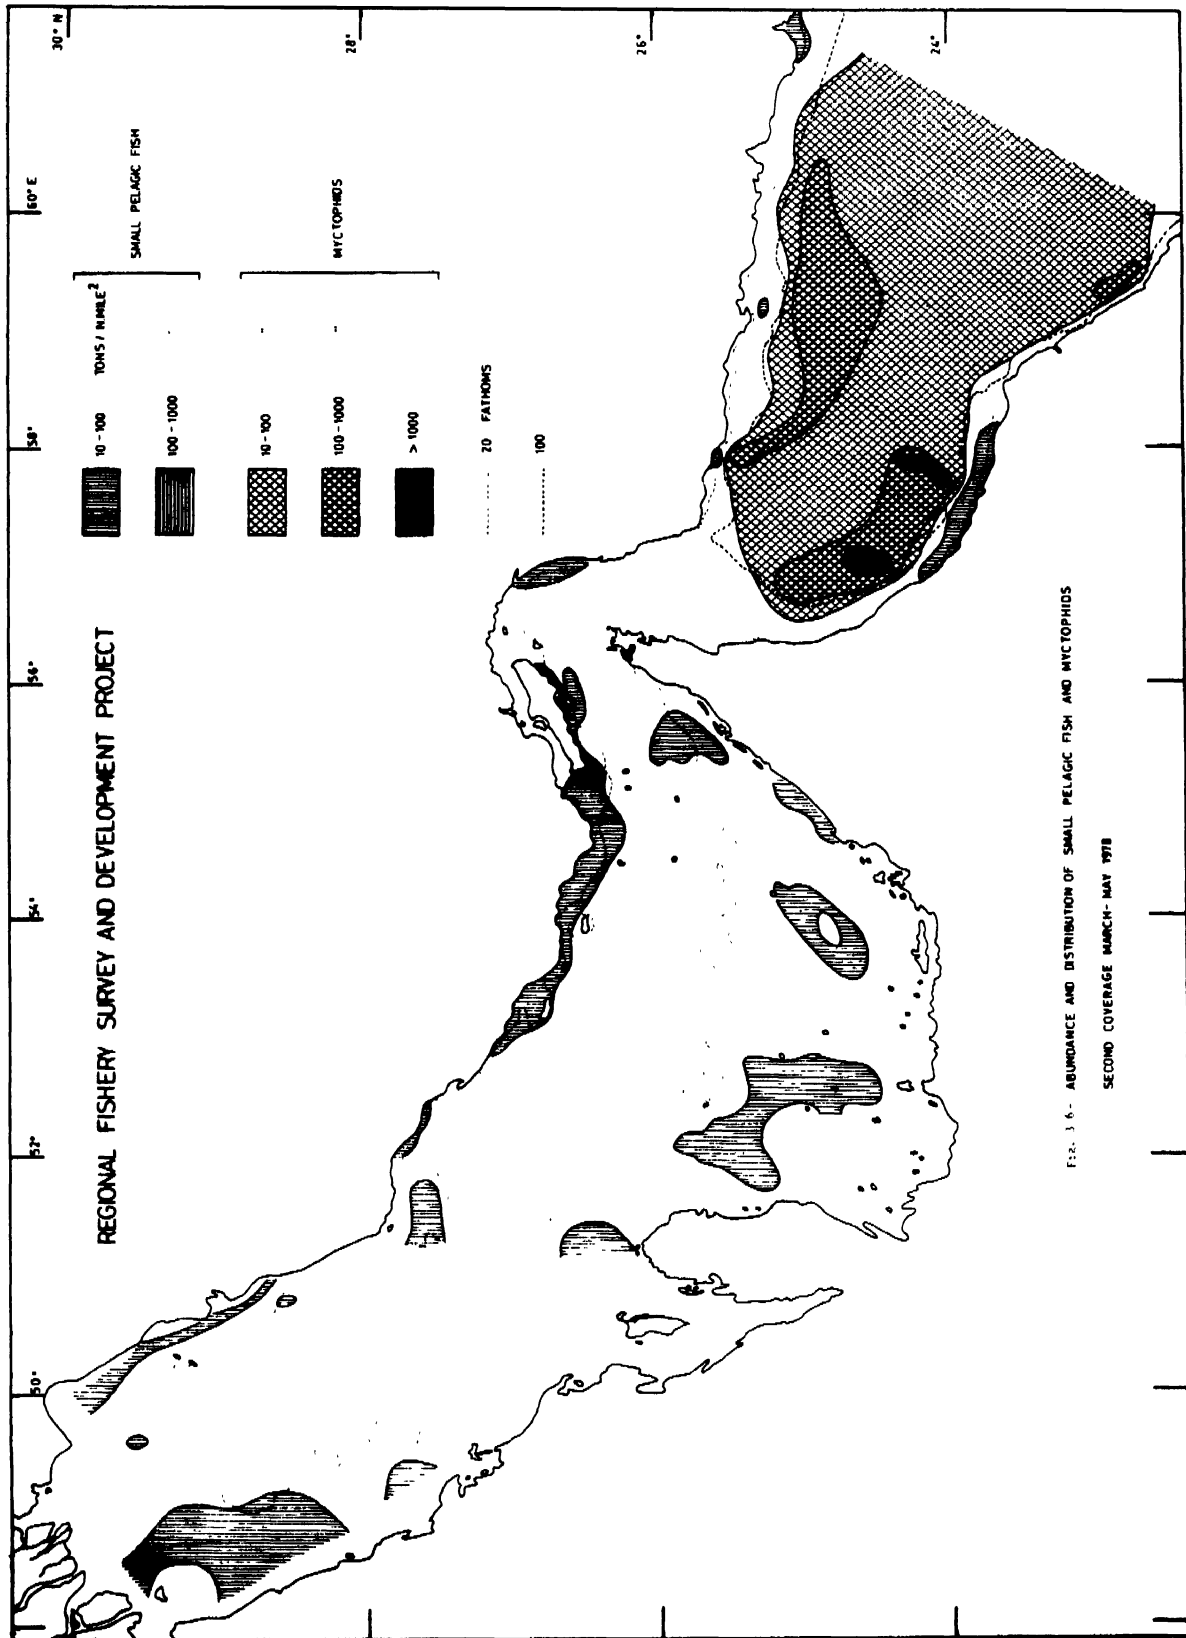 REGIONAL FISHERY SURVEY AND DEVELOPMENT PROJECT
10-100 TONS / N.MILE2
100-1000 "
SMALL PELAGIC FISH
10-100 "
100-1000 "
> 1000
MYCTOPHIDS
20 FATHOMS
100
50°
52°
54°
56°
58°
60° E
30° N
28°
26°
24°
3.6- ABUNDANCE AND DISTRIBUTION OF SMALL PELAGIC FISH AND MYCTOPHIDS
SECOND COVERAGE MARCH-MAY 1978